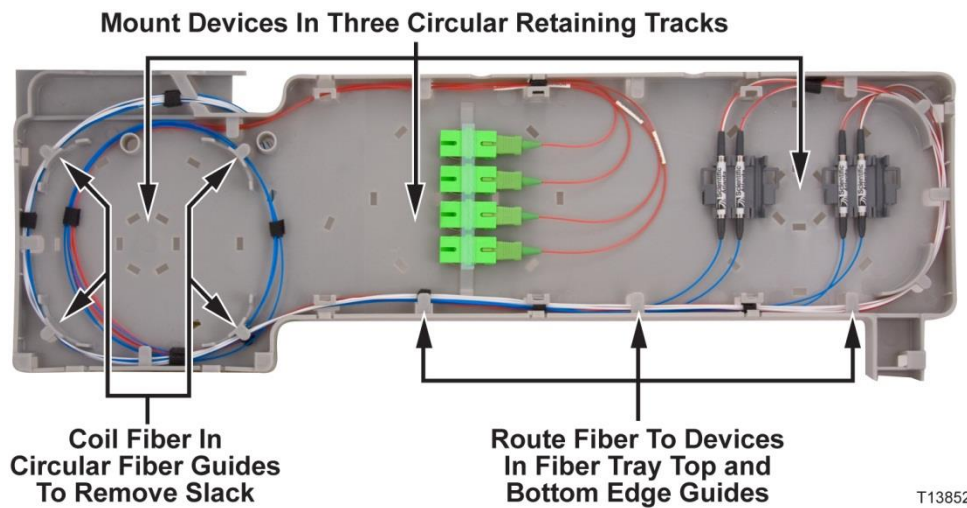 Mount Devices In Three Circular Retaining Tracks
Coil Fiber In
Circular Fiber Guides
To Remove Slack
Route Fiber To Devices
In Fiber Tray Top and
Bottom Edge Guides
T13852